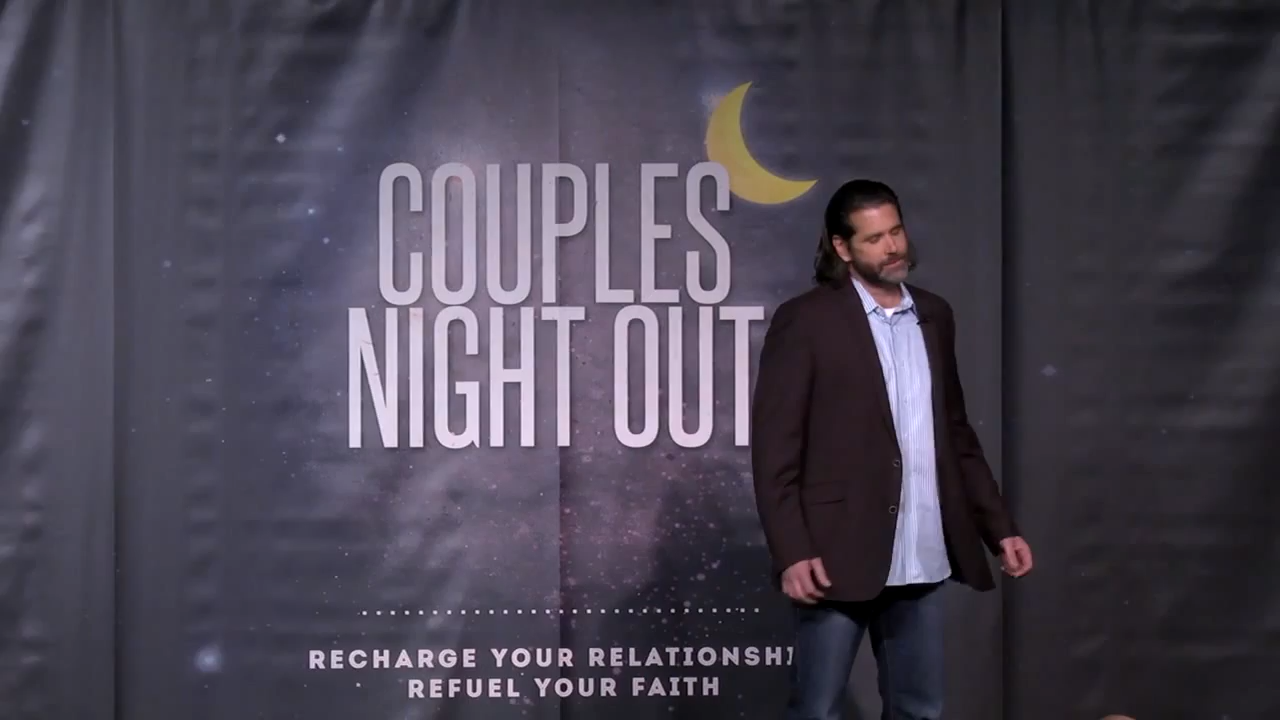 COUPLES
NIGHT OUT
RECHARGE YOUR RELATIONSHI
REFUEL YOUR FAITH